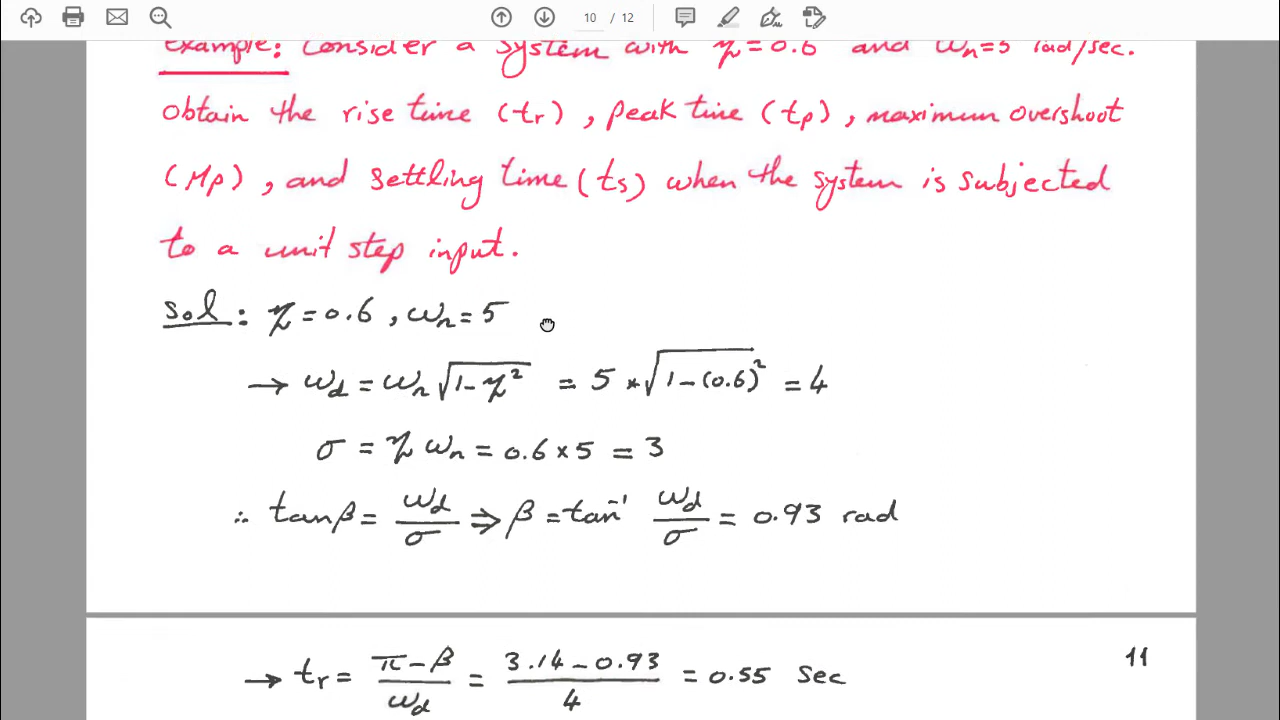 10 / 12
Example: Consider a system with ζ=0.6 and ωn=5 rad/sec.
obtain the rise time (tr), peak time (tp), maximum overshoot
(Mp), and settling time (ts) when the system is subjected
to a unit step input.
Sol: ζ=0.6, ωn=5
→ ωd = ωn √(1-ζ²) = 5 * √(1-(0.6)²) = 4
σ = ζ ωn = 0.6 × 5 = 3
∴ tanβ = ωd/σ ⇒ β = tan⁻¹ ωd/σ = 0.93 rad
11
→ tr = (π-β)/ωd = (3.14-0.93)/4 = 0.55 sec